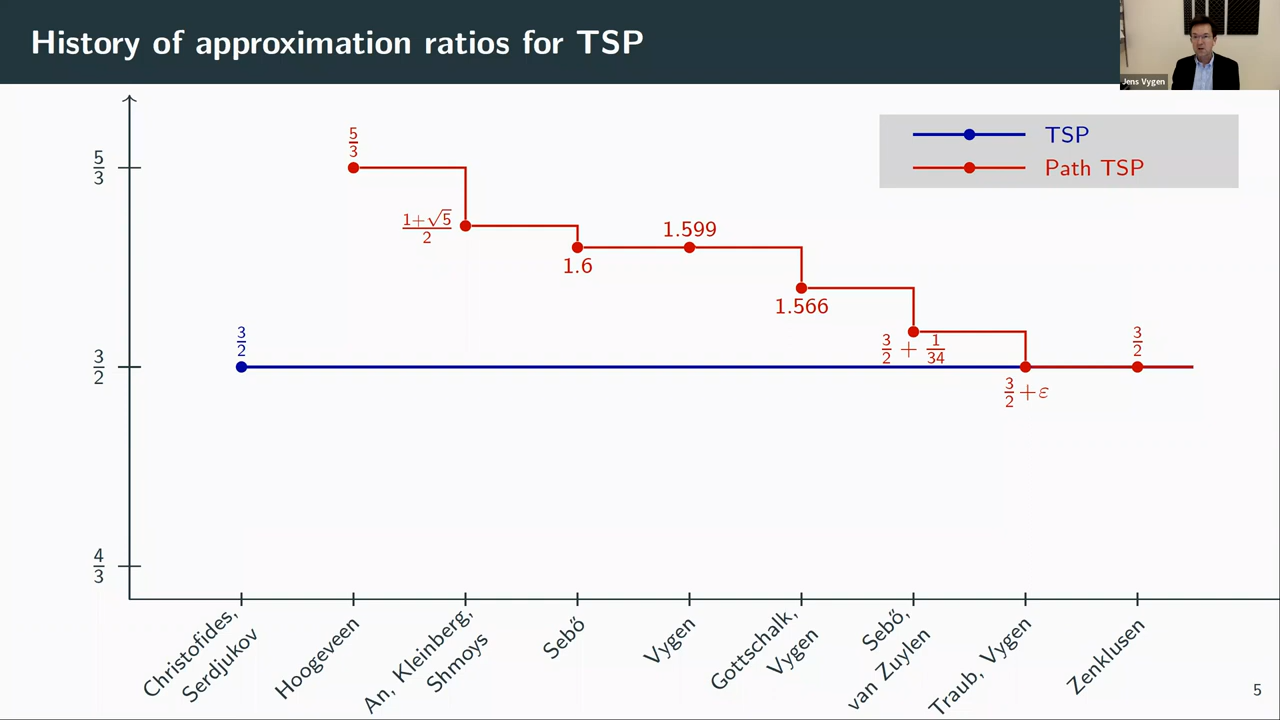 History of approximation ratios for TSP
Jens Vygen
TSP
Path TSP
5/3
3/2
4/3
3/2
5/3
1+√5/2
1.6
1.599
1.566
3/2 + 1/34
3/2 + ε
3/2
Christofides,
Serdjukov
Hoogeveen
An, Kleinberg,
Shmoys
Sebő
Vygen
Gottschalk,
Vygen
Sebő,
van Zuylen
Traub, Vygen
Zenklusen
5